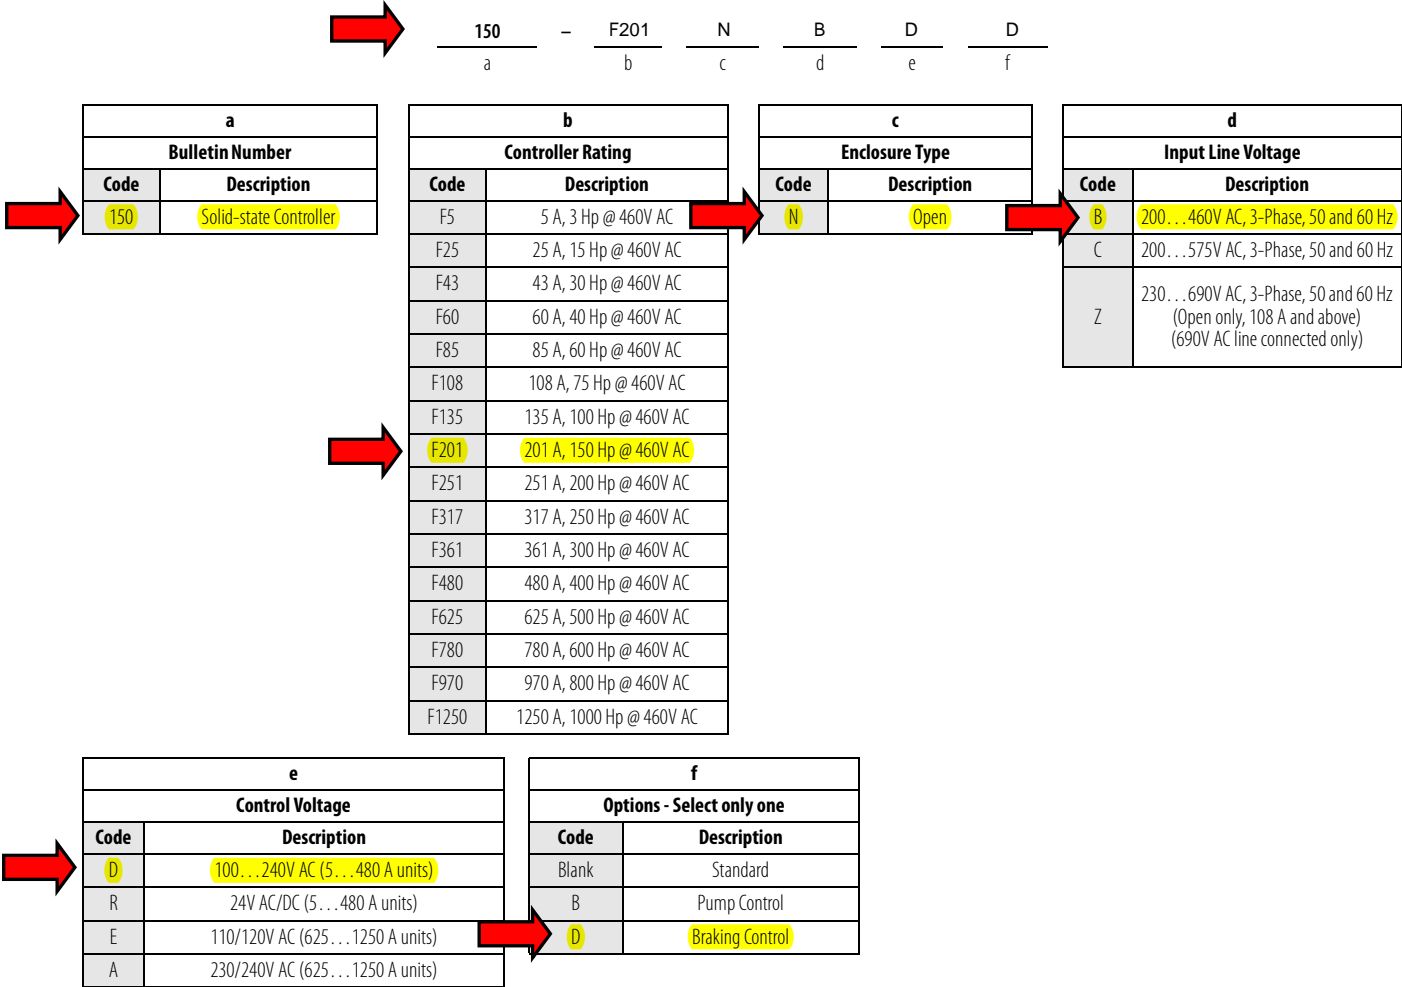 150 – F201 N B D D
a b c d e f
a
Bulletin Number
Code Description
150 Solid-state Controller
b
Controller Rating
Code Description
F5 5 A, 3 Hp @ 460V AC
F25 25 A, 15 Hp @ 460V AC
F43 43 A, 30 Hp @ 460V AC
F60 60 A, 40 Hp @ 460V AC
F85 85 A, 60 Hp @ 460V AC
F108 108 A, 75 Hp @ 460V AC
F135 135 A, 100 Hp @ 460V AC
F201 201 A, 150 Hp @ 460V AC
F251 251 A, 200 Hp @ 460V AC
F317 317 A, 250 Hp @ 460V AC
F361 361 A, 300 Hp @ 460V AC
F480 480 A, 400 Hp @ 460V AC
F625 625 A, 500 Hp @ 460V AC
F780 780 A, 600 Hp @ 460V AC
F970 970 A, 800 Hp @ 460V AC
F1250 1250 A, 1000 Hp @ 460V AC
c
Enclosure Type
Code Description
N Open
d
Input Line Voltage
Code Description
B 200…460V AC, 3-Phase, 50 and 60 Hz
C 200…575V AC, 3-Phase, 50 and 60 Hz
Z 230…690V AC, 3-Phase, 50 and 60 Hz
(Open only, 108 A and above)
(690V AC line connected only)
e
Control Voltage
Code Description
D 100…240V AC (5…480 A units)
R 24V AC/DC (5…480 A units)
E 110/120V AC (625…1250 A units)
A 230/240V AC (625…1250 A units)
f
Options - Select only one
Code Description
Blank Standard
B Pump Control
D Braking Control